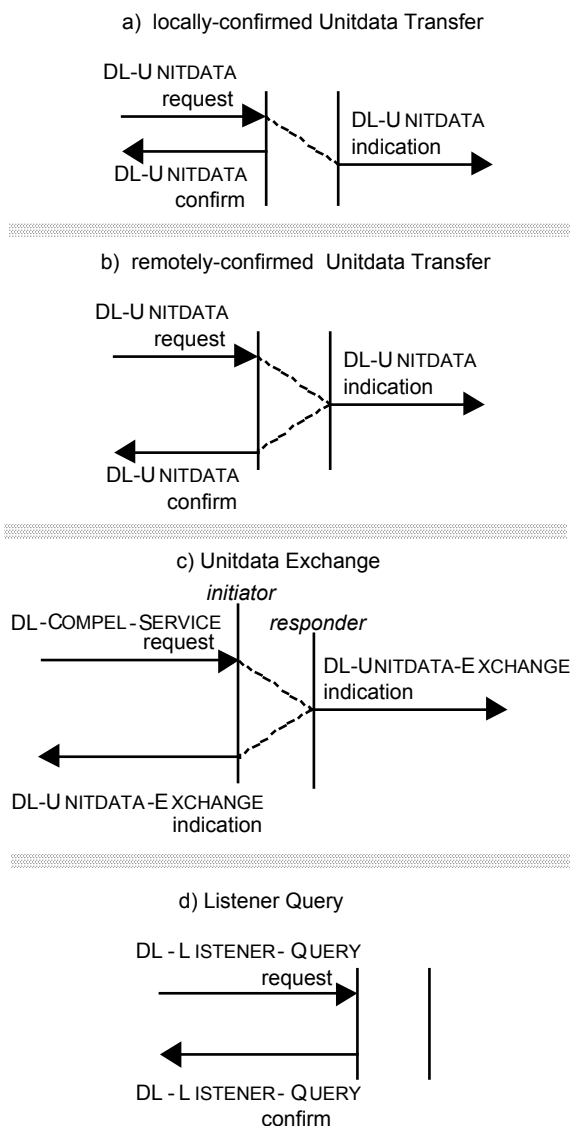 a) locally-confirmed Unitdata Transfer
DL-UNITDATA
request
DL-UNITDATA
indication
DL-UNITDATA
confirm
b) remotely-confirmed Unitdata Transfer
DL-UNITDATA
request
DL-UNITDATA
indication
DL-UNITDATA
confirm
c) Unitdata Exchange
initiator
DL-COMPEL-SERVICE
request
responder
DL-UNITDATA-EXCHANGE
indication
DL-UNITDATA-EXCHANGE
indication
d) Listener Query
DL-LISTENER-QUERY
request
DL-LISTENER-QUERY
confirm